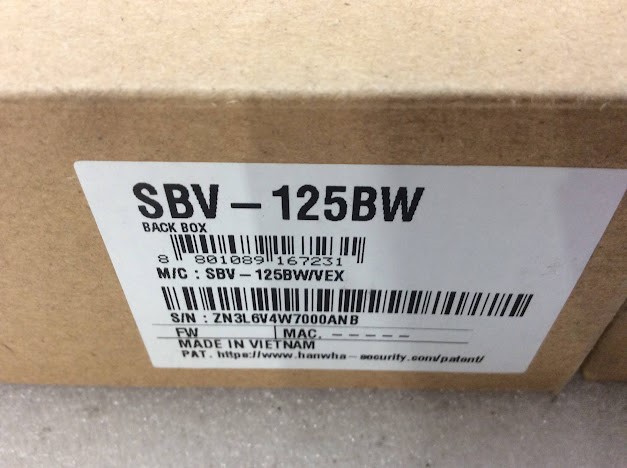 SBV-125BW
BACK BOX
8 801089 167231
M/C : SBV-125BW/VEX
S/N : ZN3L6V4W7000ANB
FW MAC. - - - - -
MADE IN VIETNAM
PAT. https://www.hanwha-security.com/patent/